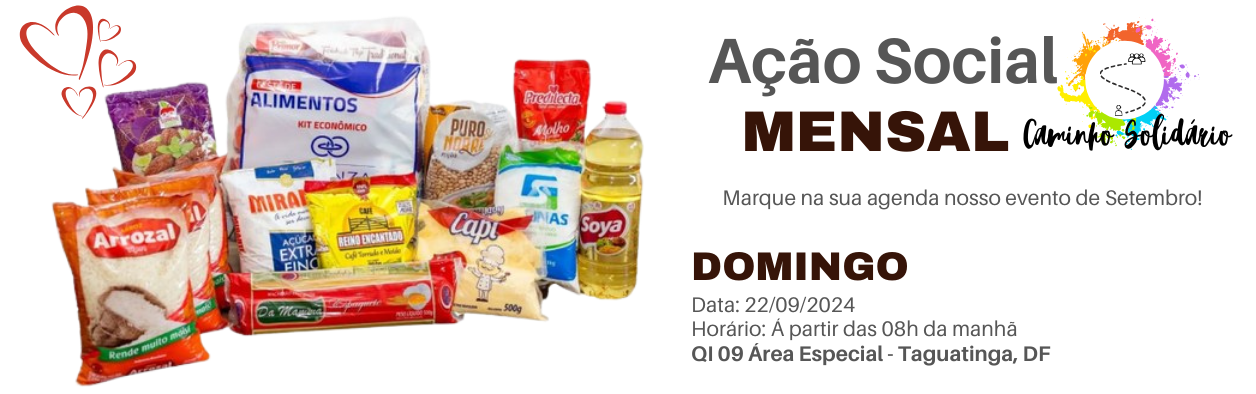 Ação Social
MENSAL
Caminho Solidário
Marque na sua agenda nosso evento de Setembro!
DOMINGO
Data: 22/09/2024
Horário: Á partir das 08h da manhã
QI 09 Área Especial - Taguatinga, DF
ALIMENTOS
KIT ECONÔMICO
PURO
Predilecta
Molho
Arrozal
Rende muito mais!
Arrozal
AÇÚCAR
EXTRA
FINO
CAFÉ
REINO ENCANTADO
Café Torrado e Moído
Capi
500g
Soya
Da Mamma
Espaguete